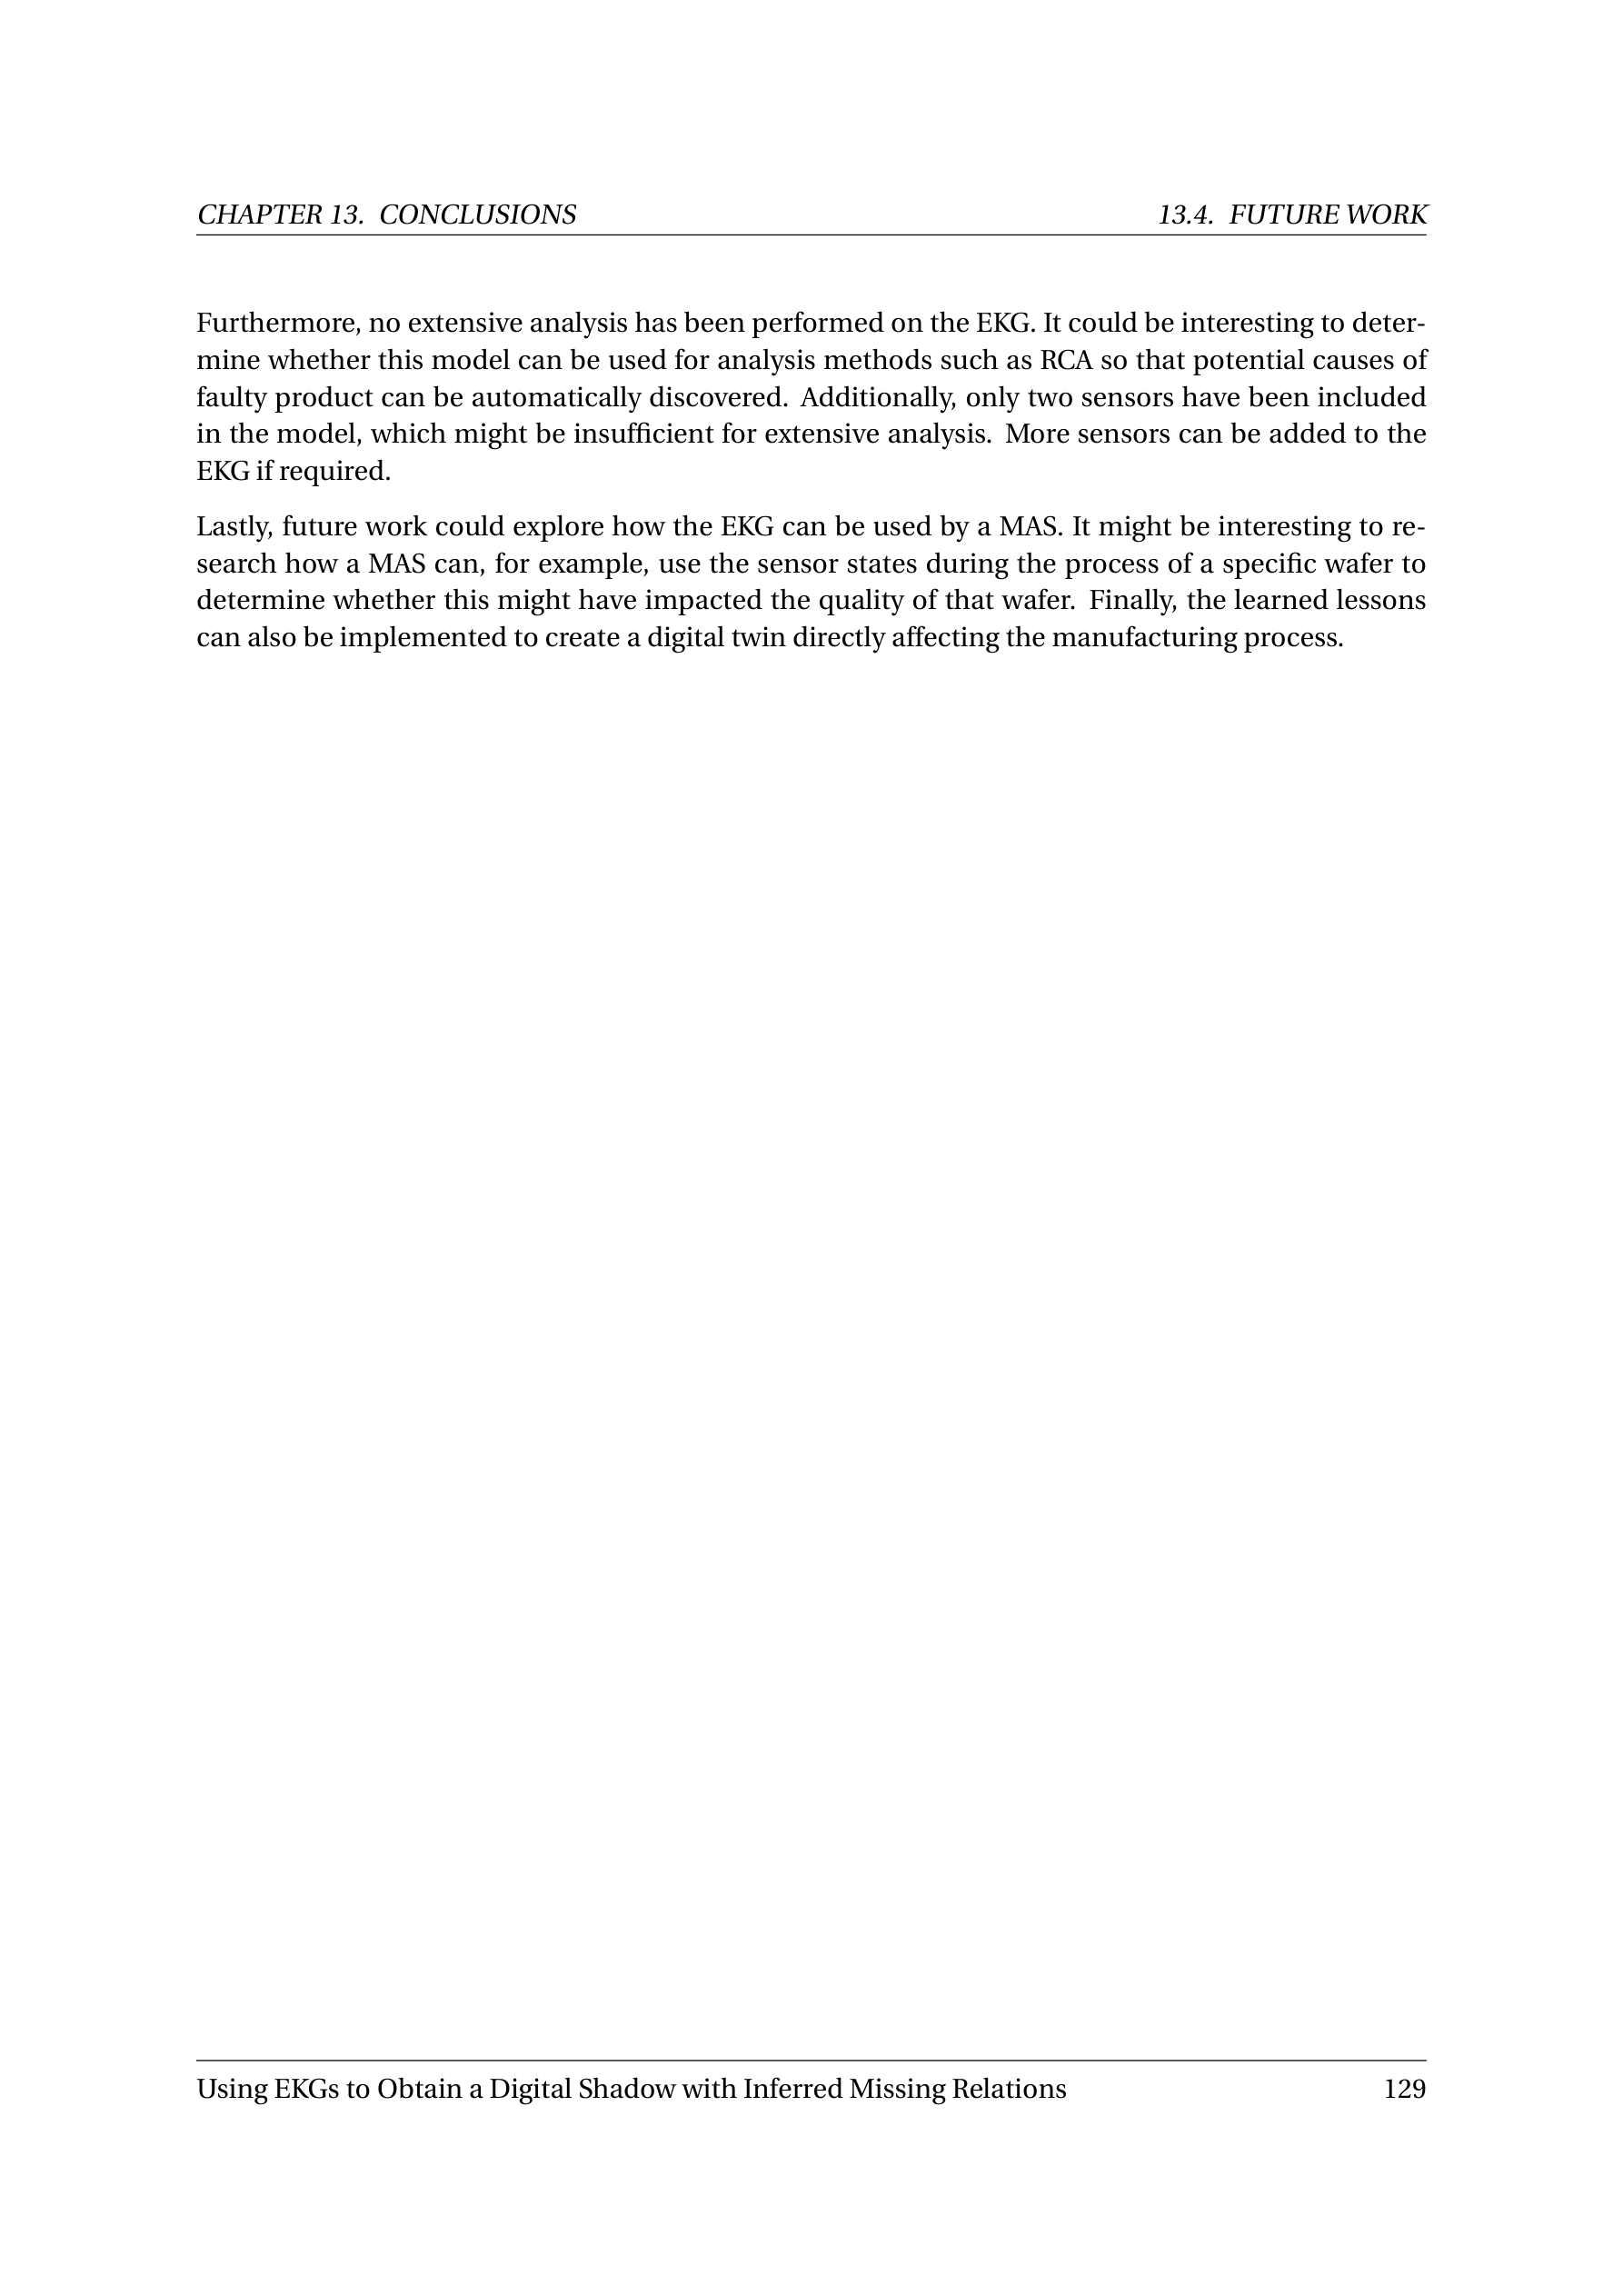 CHAPTER 13. CONCLUSIONS 13.4. FUTURE WORK
Furthermore, no extensive analysis has been performed on the EKG. It could be interesting to deter-
mine whether this model can be used for analysis methods such as RCA so that potential causes of
faulty product can be automatically discovered. Additionally, only two sensors have been included
in the model, which might be insufficient for extensive analysis. More sensors can be added to the
EKG if required.
Lastly, future work could explore how the EKG can be used by a MAS. It might be interesting to re-
search how a MAS can, for example, use the sensor states during the process of a specific wafer to
determine whether this might have impacted the quality of that wafer. Finally, the learned lessons
can also be implemented to create a digital twin directly affecting the manufacturing process.
Using EKGs to Obtain a Digital Shadow with Inferred Missing Relations 129